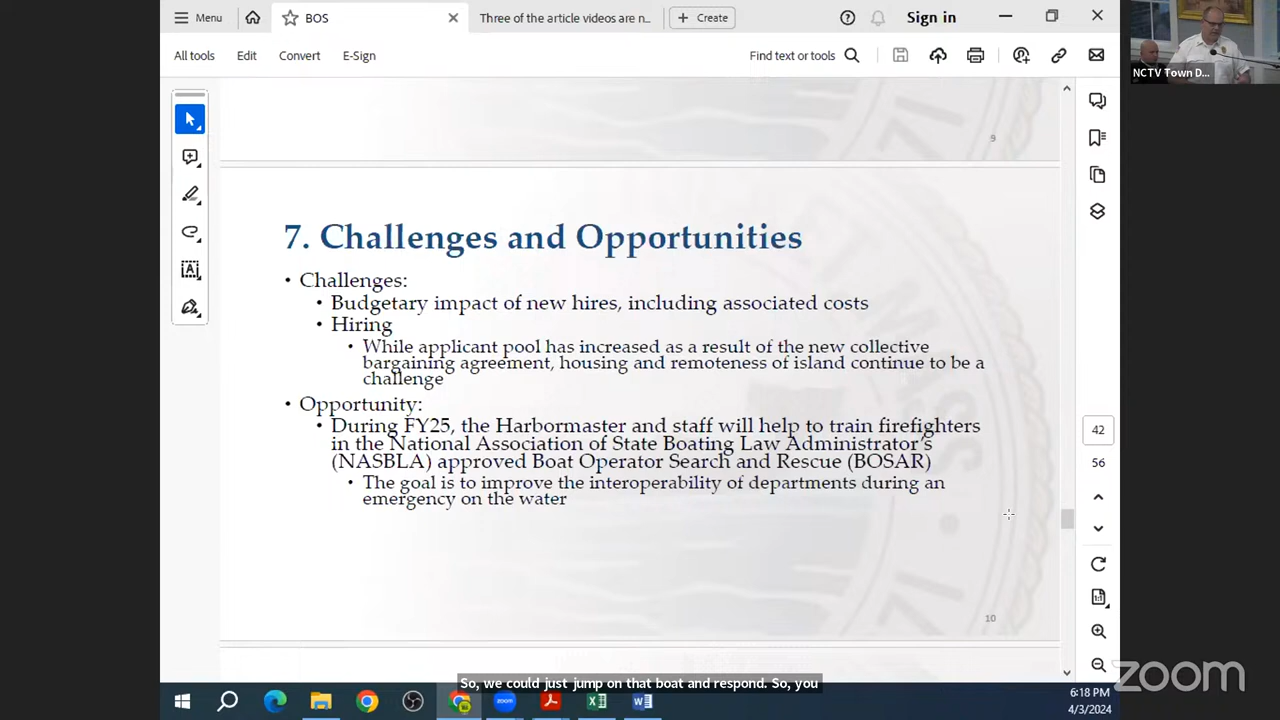 Menu
BOS
Three of the article videos are n...
Create
Sign in
All tools
Edit
Convert
E-Sign
Find text or tools
NCTV Town D...
9
7. Challenges and Opportunities
• Challenges:
• Budgetary impact of new hires, including associated costs
• Hiring
• While applicant pool has increased as a result of the new collective
bargaining agreement, housing and remoteness of island continue to be a
challenge
• Opportunity:
• During FY25, the Harbormaster and staff will help to train firefighters
in the National Association of State Boating Law Administrator's
(NASBLA) approved Boat Operator Search and Rescue (BOSAR)
• The goal is to improve the interoperability of departments during an
emergency on the water
10
42
56
So, we could just jump on that boat and respond. So, you
zoom
6:18 PM
4/3/2024